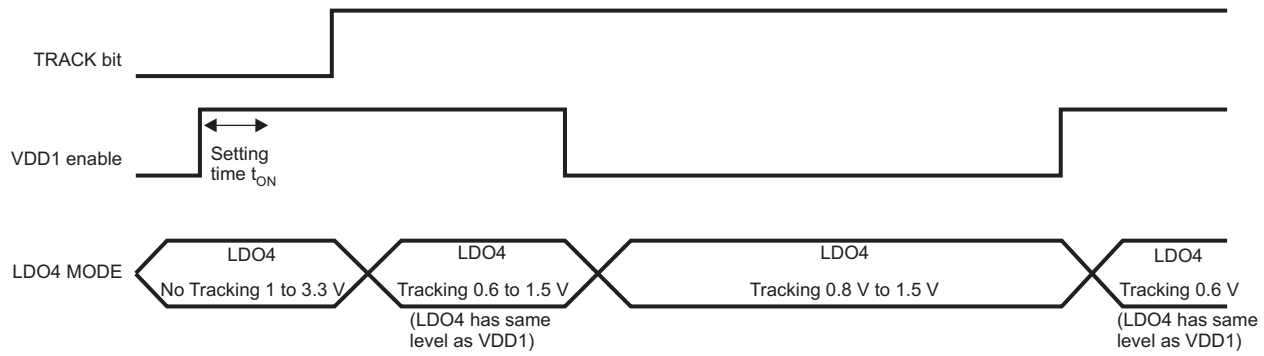 TRACK bit
VDD1 enable
Setting
time tON
LDO4 MODE
LDO4
No Tracking 1 to 3.3 V
LDO4
Tracking 0.6 to 1.5 V
(LDO4 has same
level as VDD1)
LDO4
Tracking 0.8 V to 1.5 V
LDO4
Tracking 0.6 V
(LDO4 has same
level as VDD1)